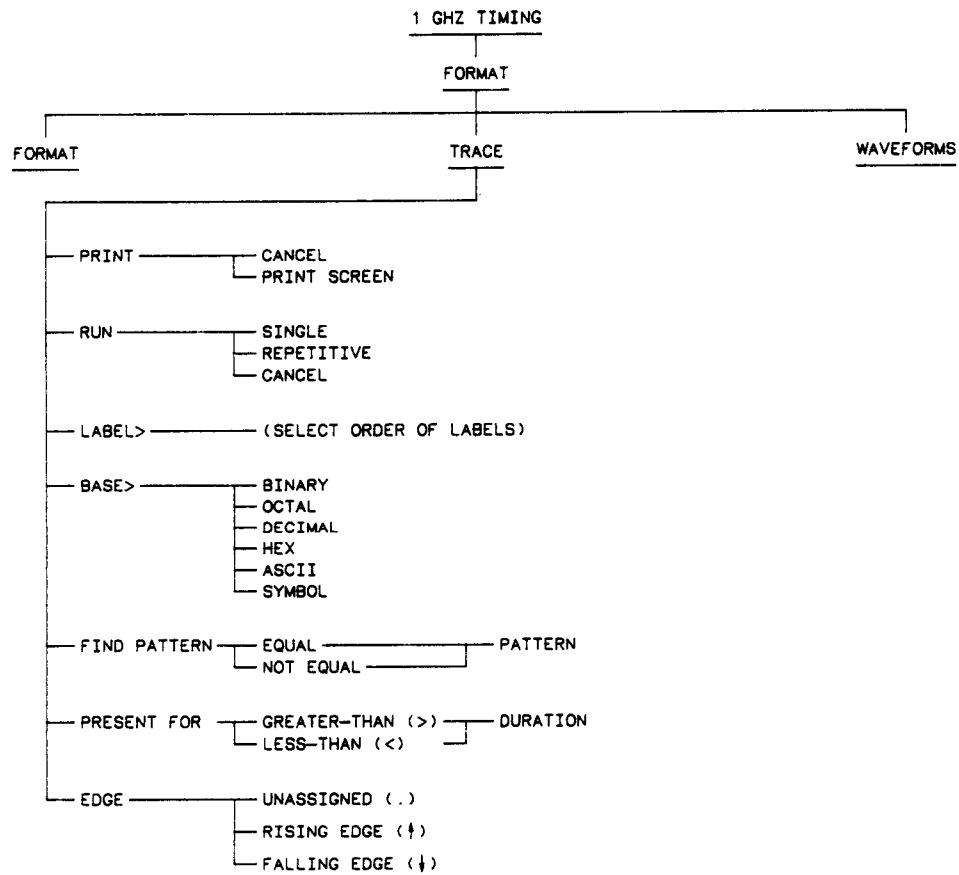 1 GHZ TIMING
FORMAT
FORMAT TRACE WAVEFORMS
PRINT CANCEL
PRINT SCREEN
RUN SINGLE
REPETITIVE
CANCEL
LABEL> (SELECT ORDER OF LABELS)
BASE> BINARY
OCTAL
DECIMAL
HEX
ASCII
SYMBOL
FIND PATTERN EQUAL PATTERN
NOT EQUAL
PRESENT FOR GREATER-THAN (>) DURATION
LESS-THAN (<)
EDGE UNASSIGNED (.)
RISING EDGE (↑)
FALLING EDGE (↓)